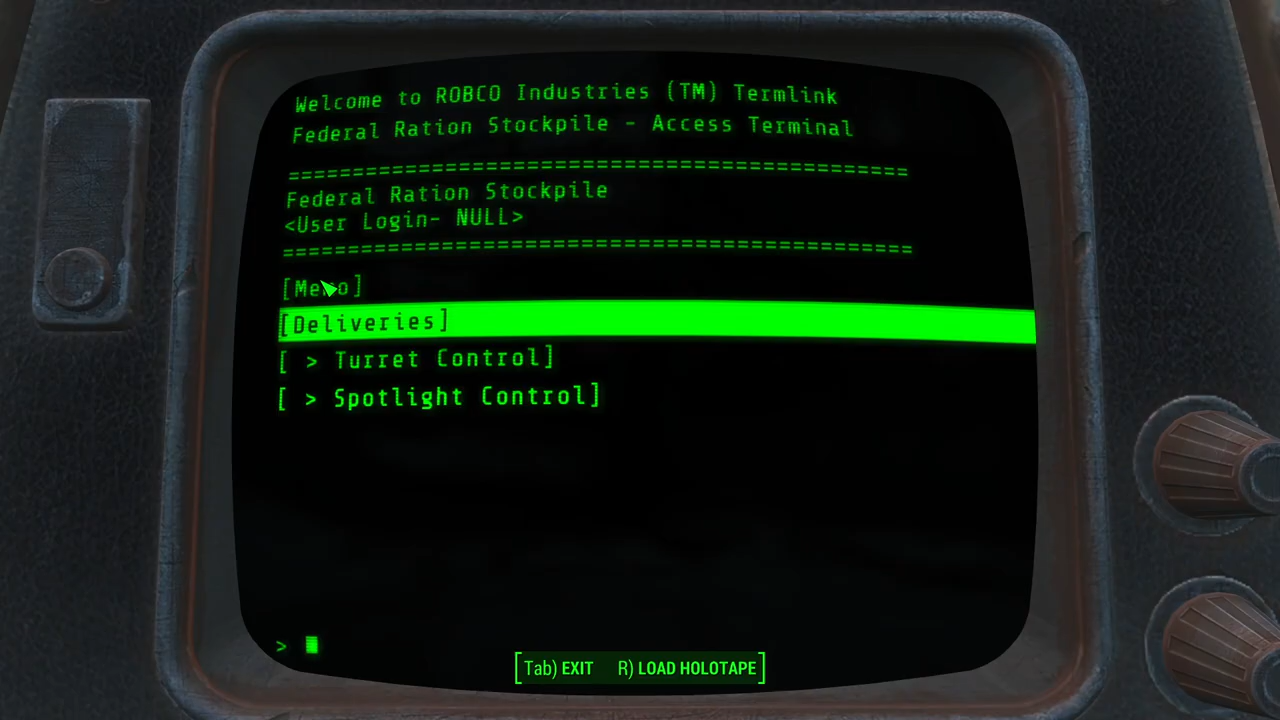 Welcome to ROBCO Industries (TM) Termlink
Federal Ration Stockpile - Access Terminal
================================================
Federal Ration Stockpile
<User Login- NULL>
================================================
[Memo]
[Deliveries]
[ > Turret Control]
[ > Spotlight Control]
>
[Tab) EXIT R) LOAD HOLOTAPE]